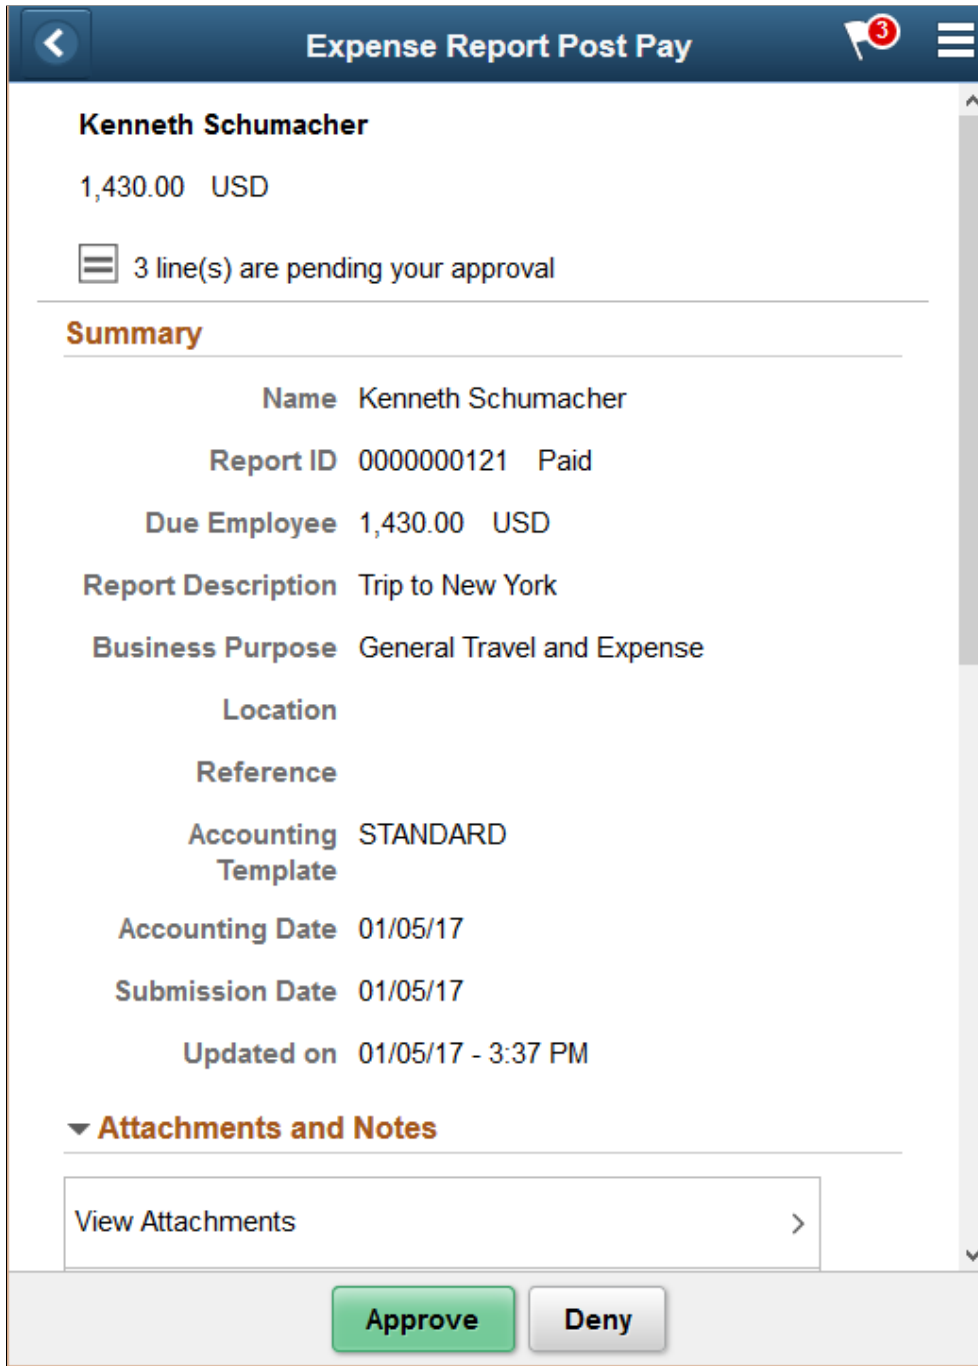 Expense Report Post Pay
3
Kenneth Schumacher
1,430.00 USD
3 line(s) are pending your approval
Summary
Name Kenneth Schumacher
Report ID 0000000121 Paid
Due Employee 1,430.00 USD
Report Description Trip to New York
Business Purpose General Travel and Expense
Location
Reference
Accounting STANDARD
Template
Accounting Date 01/05/17
Submission Date 01/05/17
Updated on 01/05/17 - 3:37 PM
Attachments and Notes
View Attachments
Approve Deny